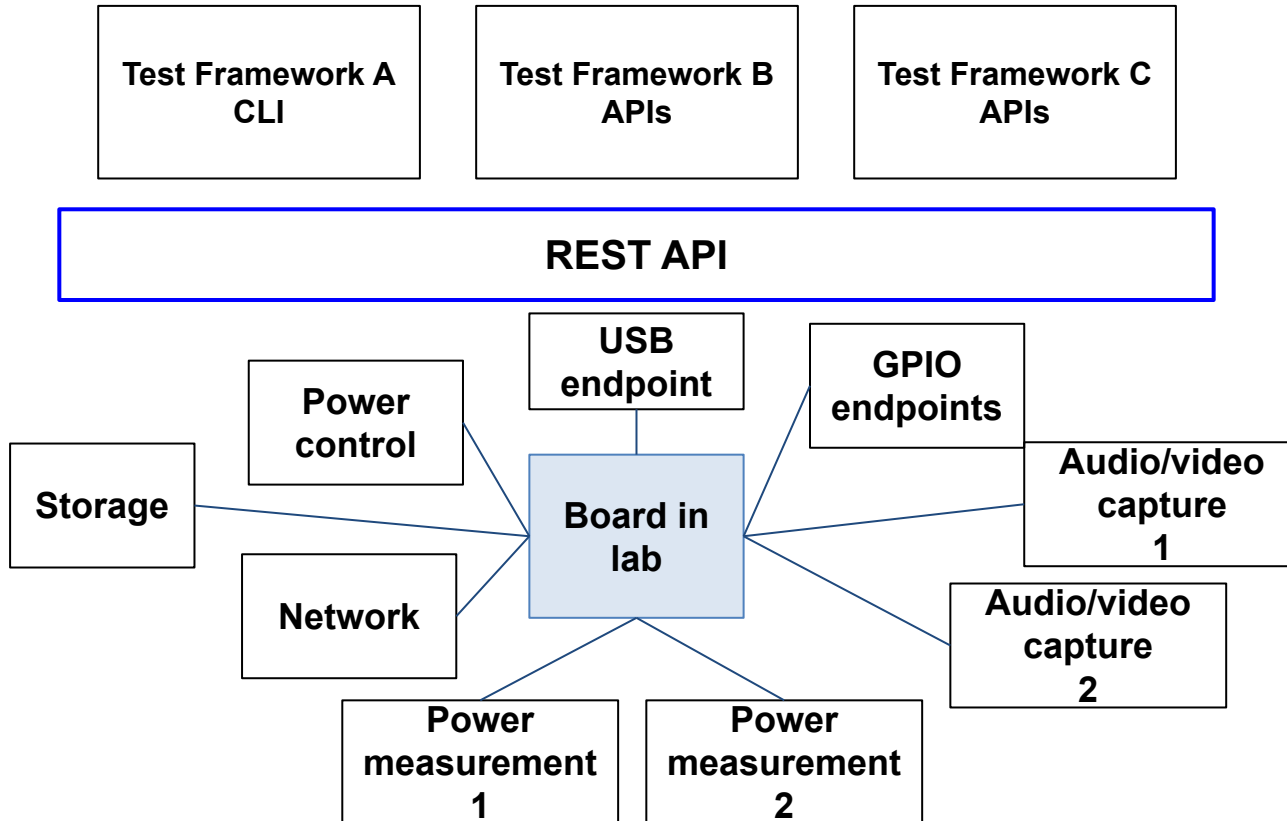 Test Framework A
CLI
Test Framework B
APIs
Test Framework C
APIs
REST API
USB
endpoint
GPIO
endpoints
Power
control
Audio/video
capture
1
Storage
Board in
lab
Network
Audio/video
capture
2
Power
measurement
1
Power
measurement
2